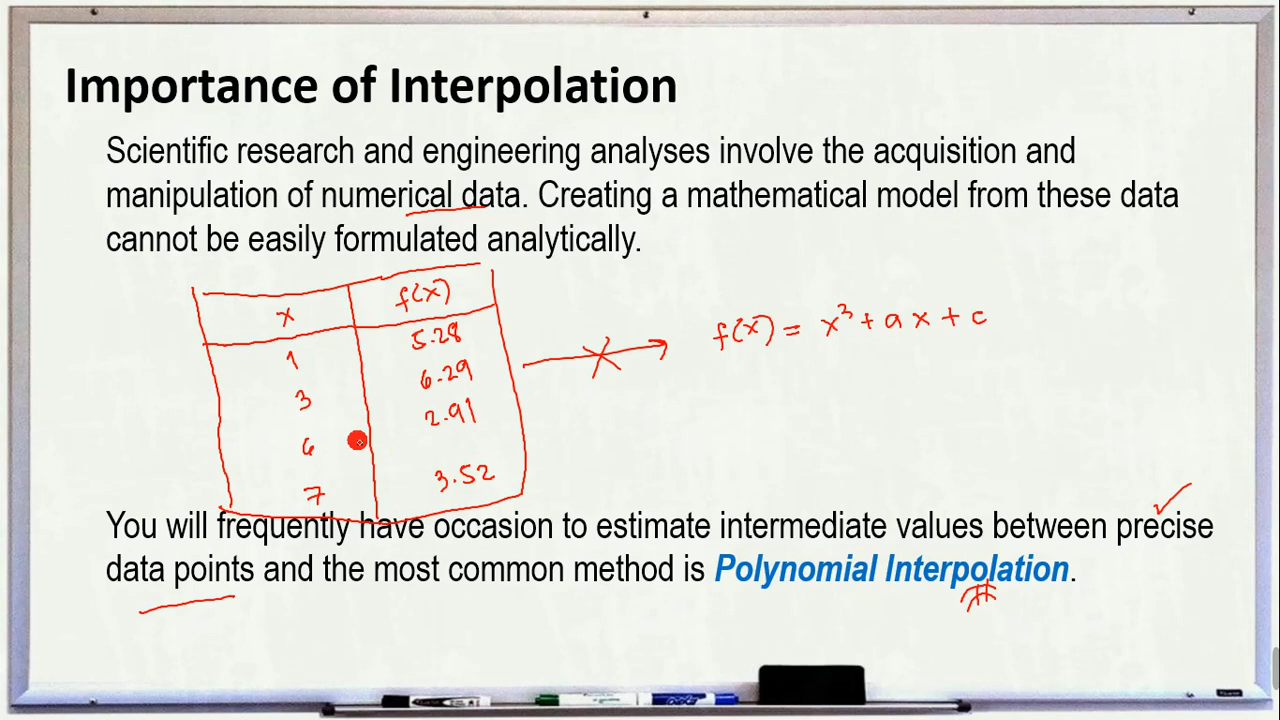 Importance of Interpolation
Scientific research and engineering analyses involve the acquisition and
manipulation of numerical data. Creating a mathematical model from these data
cannot be easily formulated analytically.
x f(x)
1 5.28
3 6.29
6 2.91
7 3.52
f(x) = x³ + ax + c
You will frequently have occasion to estimate intermediate values between precise
data points and the most common method is Polynomial Interpolation.